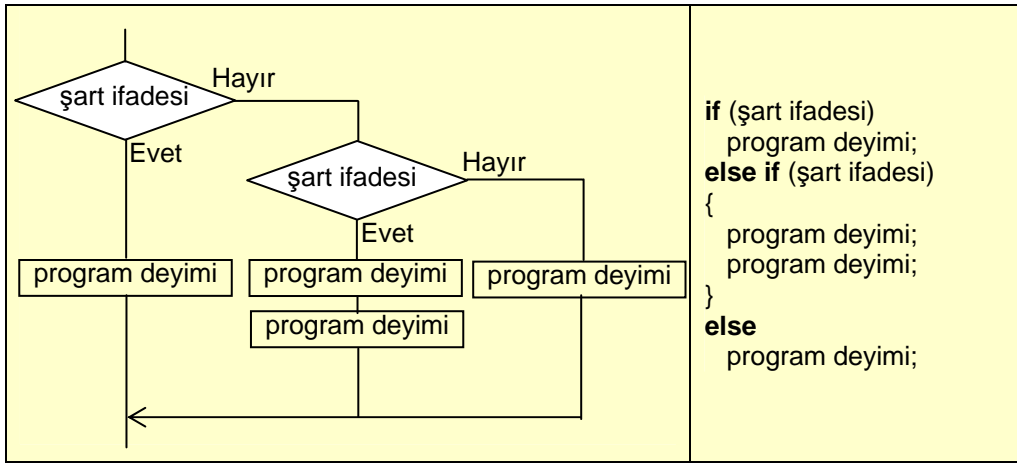 Hayır
şart ifadesi
Evet
Hayır
şart ifadesi
Evet
program deyimi
program deyimi
program deyimi
program deyimi
if (şart ifadesi)
program deyimi;
else if (şart ifadesi)
{
program deyimi;
program deyimi;
}
else
program deyimi;